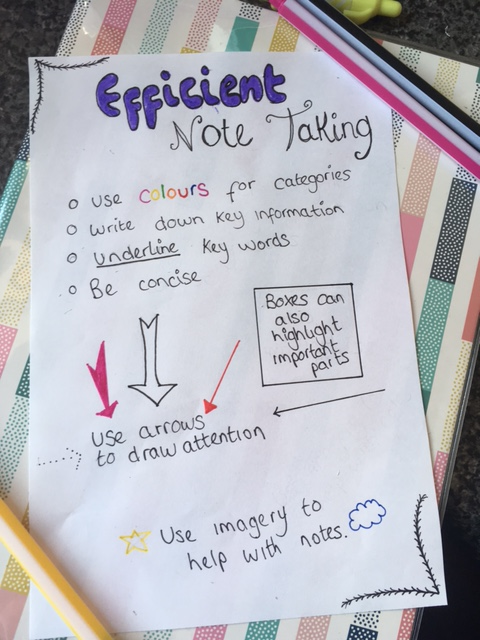 Efficient
Note Taking
Use colours for categories
Write down key information
underline key words
Be concise
Boxes can
also
highlight
important
parts
Use arrows
to draw attention
Use imagery to
help with notes.